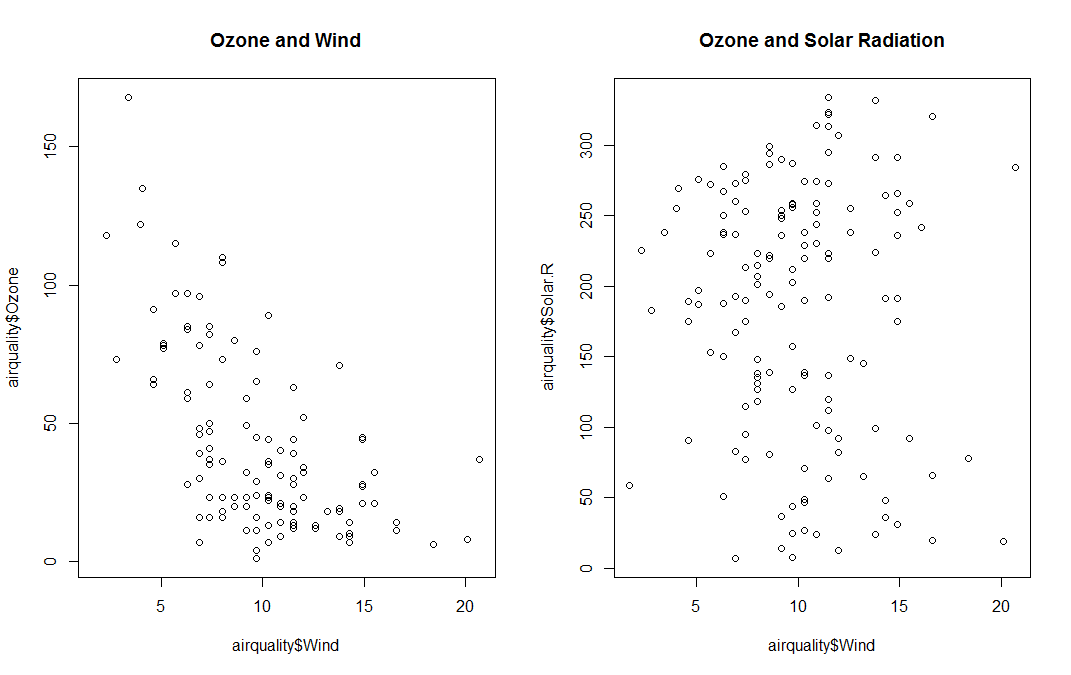 Ozone and Wind
airquality$Ozone
0
50
100
150
5 10 15 20
airquality$Wind
Ozone and Solar Radiation
airquality$Solar.R
0
50
100
150
200
250
300
5 10 15 20
airquality$Wind